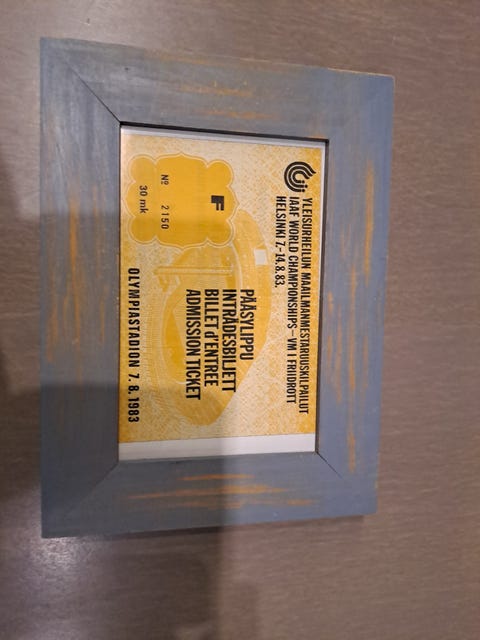 YLEISURHEILUN MAAILMANMESTARUUSKILPAILUT
IAAF WORLD CHAMPIONSHIPS–VM I FRIIDROTT
HELSINKI 7.–14.8.83.
F
№ 2150
30 mk
PÄÄSYLIPPU
INTRÄDESBILJETT
BILLET d'ENTREE
ADMISSION TICKET
OLYMPIASTADION 7.8.1983